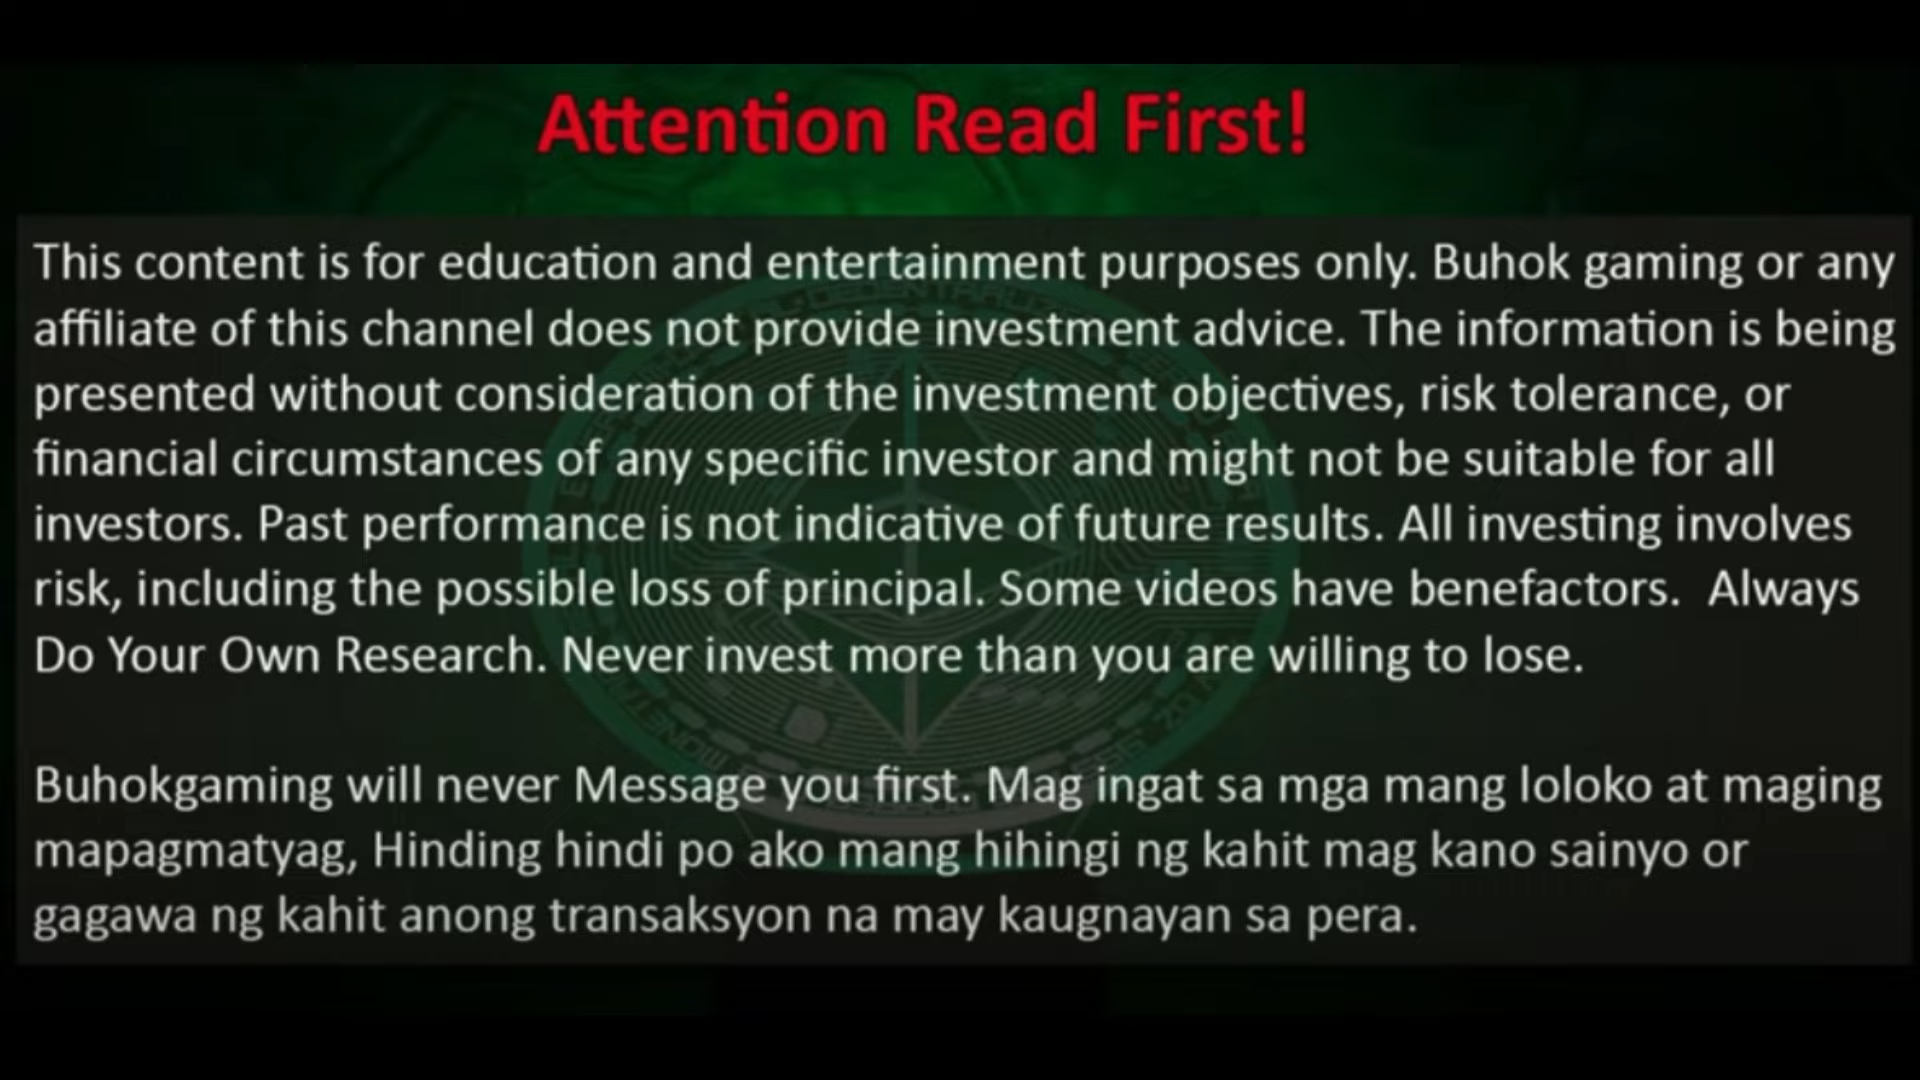 Attention Read First!
This content is for education and entertainment purposes only. Buhok gaming or any
affiliate of this channel does not provide investment advice. The information is being
presented without consideration of the investment objectives, risk tolerance, or
financial circumstances of any specific investor and might not be suitable for all
investors. Past performance is not indicative of future results. All investing involves
risk, including the possible loss of principal. Some videos have benefactors.  Always
Do Your Own Research. Never invest more than you are willing to lose.
Buhokgaming will never Message you first. Mag ingat sa mga mang loloko at maging
mapagmatyag, Hinding hindi po ako mang hihingi ng kahit mag kano sainyo or
gagawa ng kahit anong transaksyon na may kaugnayan sa pera.